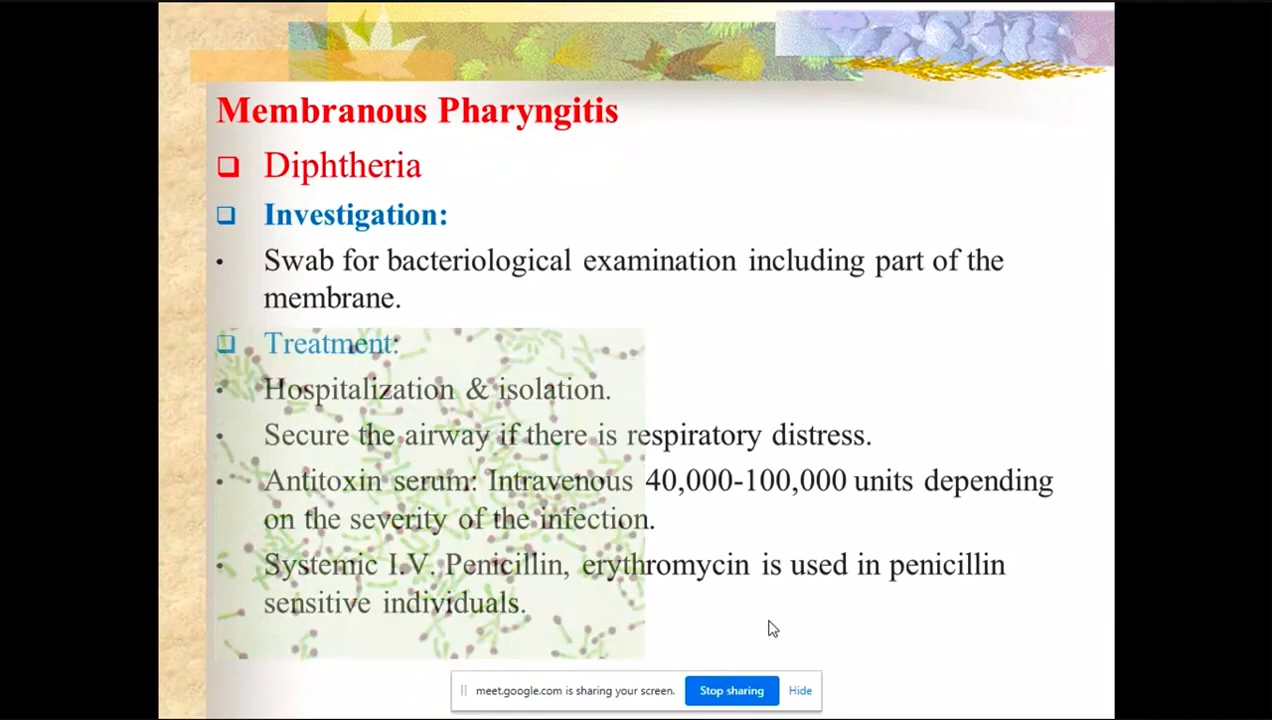 Membranous Pharyngitis
❑ Diphtheria
❑ Investigation:
• Swab for bacteriological examination including part of the
membrane.
❑ Treatment:
• Hospitalization & isolation.
• Secure the airway if there is respiratory distress.
• Antitoxin serum: Intravenous 40,000-100,000 units depending
on the severity of the infection.
• Systemic I.V. Penicillin, erythromycin is used in penicillin
sensitive individuals.
meet.google.com is sharing your screen. Stop sharing Hide